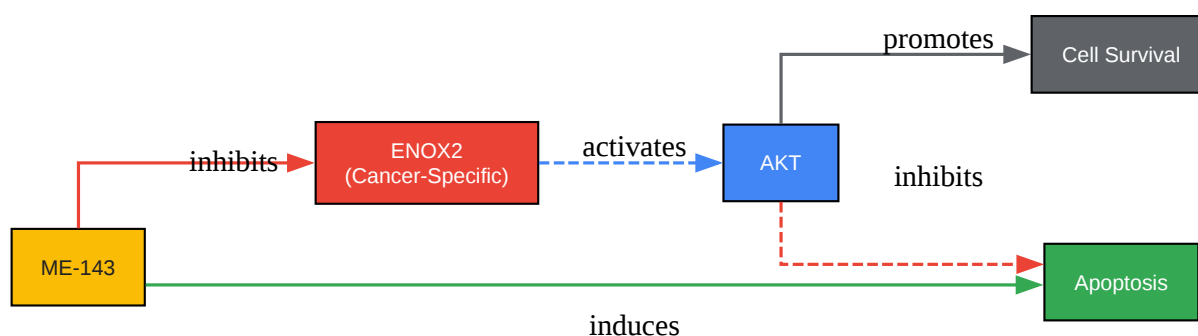 promotes
Cell Survival
inhibits
ENOX2
(Cancer-Specific)
activates
AKT
inhibits
ME-143
Apoptosis
induces